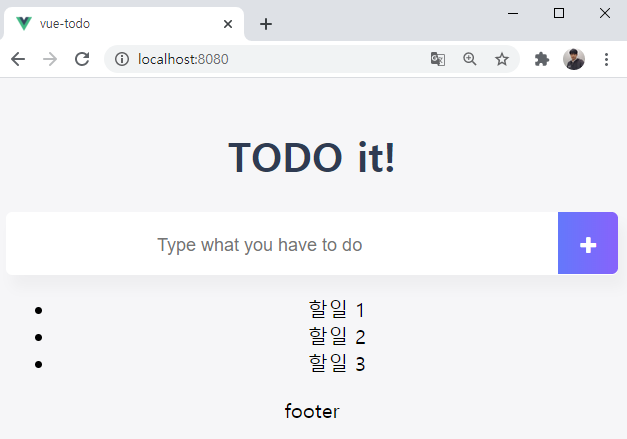 vue-todo
localhost:8080
TODO it!
Type what you have to do
할일 1
할일 2
할일 3
footer